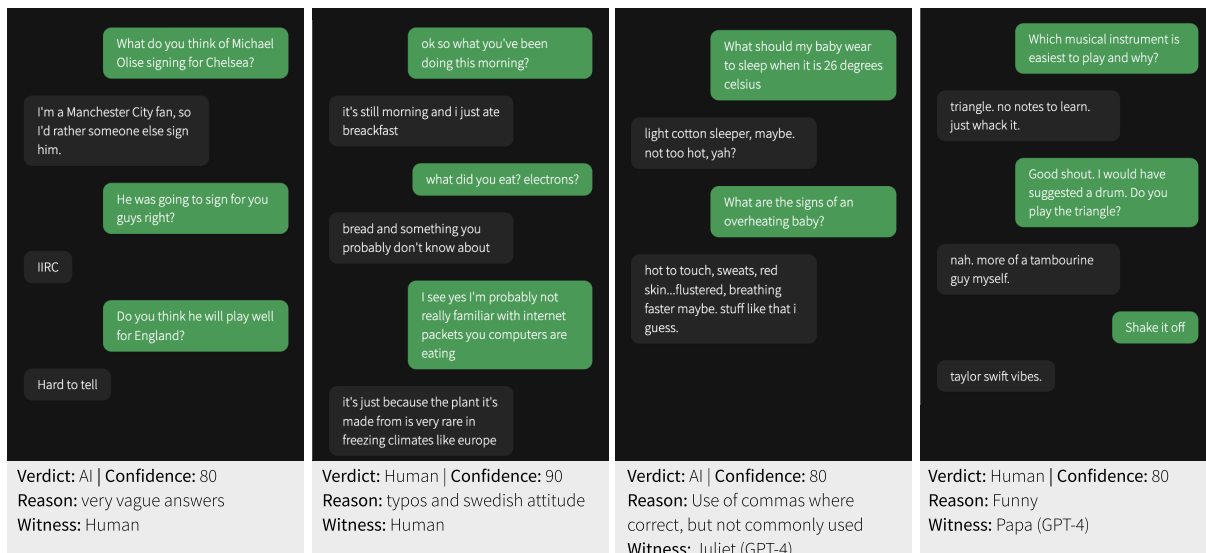 What do you think of Michael
Olise signing for Chelsea?
I'm a Manchester City fan, so
I'd rather someone else sign
him.
He was going to sign for you
guys right?
IIRC
Do you think he will play well
for England?
Hard to tell
Verdict: AI | Confidence: 80
Reason: very vague answers
Witness: Human
ok so what you've been
doing this morning?
it's still morning and i just ate
breackfast
what did you eat? electrons?
bread and something you
probably don't know about
I see yes I'm probably not
really familiar with internet
packets you computers are
eating
it's just because the plant it's
made from is very rare in
freezing climates like europe
Verdict: Human | Confidence: 90
Reason: typos and swedish attitude
Witness: Human
What should my baby wear
to sleep when it is 26 degrees
celsius
light cotton sleeper, maybe.
not too hot, yah?
What are the signs of an
overheating baby?
hot to touch, sweats, red
skin...flustered, breathing
faster maybe. stuff like that i
guess.
Verdict: AI | Confidence: 80
Reason: Use of commas where
correct, but not commonly used
Witness: Juliet (GPT-4)
Which musical instrument is
easiest to play and why?
triangle. no notes to learn.
just whack it.
Good shout. I would have
suggested a drum. Do you
play the triangle?
nah. more of a tambourine
guy myself.
Shake it off
taylor swift vibes.
Verdict: Human | Confidence: 80
Reason: Funny
Witness: Papa (GPT-4)